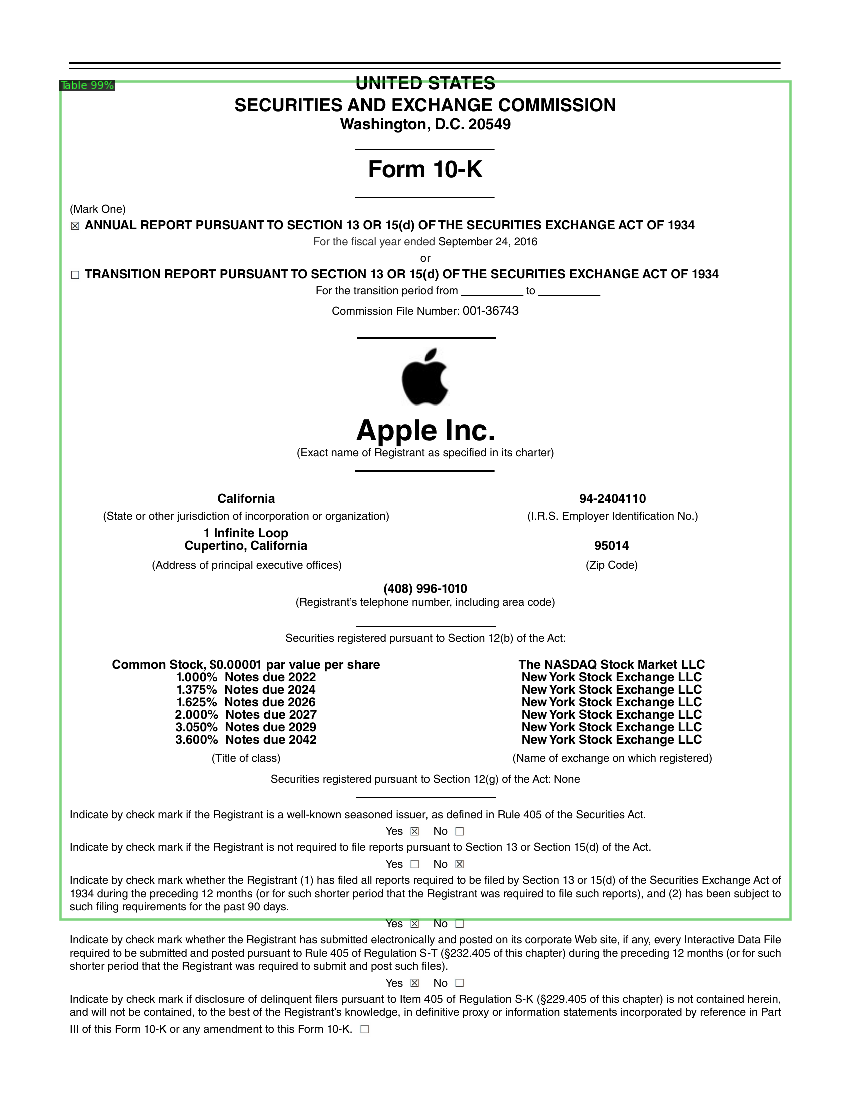 Table 99%
UNITED STATES
SECURITIES AND EXCHANGE COMMISSION
Washington, D.C. 20549
Form 10-K
(Mark One)
☒ ANNUAL REPORT PURSUANT TO SECTION 13 OR 15(d) OF THE SECURITIES EXCHANGE ACT OF 1934
For the fiscal year ended September 24, 2016
or
☐ TRANSITION REPORT PURSUANT TO SECTION 13 OR 15(d) OF THE SECURITIES EXCHANGE ACT OF 1934
For the transition period from __________ to __________
Commission File Number: 001-36743
Apple Inc.
(Exact name of Registrant as specified in its charter)
California 94-2404110
(State or other jurisdiction of incorporation or organization) (I.R.S. Employer Identification No.)
1 Infinite Loop
Cupertino, California 95014
(Address of principal executive offices) (Zip Code)
(408) 996-1010
(Registrant's telephone number, including area code)
Securities registered pursuant to Section 12(b) of the Act:
Common Stock, $0.00001 par value per share The NASDAQ Stock Market LLC
1.000% Notes due 2022 New York Stock Exchange LLC
1.375% Notes due 2024 New York Stock Exchange LLC
1.625% Notes due 2026 New York Stock Exchange LLC
2.000% Notes due 2027 New York Stock Exchange LLC
3.050% Notes due 2029 New York Stock Exchange LLC
3.600% Notes due 2042 New York Stock Exchange LLC
(Title of class) (Name of exchange on which registered)
Securities registered pursuant to Section 12(g) of the Act: None
Indicate by check mark if the Registrant is a well-known seasoned issuer, as defined in Rule 405 of the Securities Act.
Yes ☒ No ☐
Indicate by check mark if the Registrant is not required to file reports pursuant to Section 13 or Section 15(d) of the Act.
Yes ☐ No ☒
Indicate by check mark whether the Registrant (1) has filed all reports required to be filed by Section 13 or 15(d) of the Securities Exchange Act of
1934 during the preceding 12 months (or for such shorter period that the Registrant was required to file such reports), and (2) has been subject to
such filing requirements for the past 90 days.
Yes ☒ No ☐
Indicate by check mark whether the Registrant has submitted electronically and posted on its corporate Web site, if any, every Interactive Data File
required to be submitted and posted pursuant to Rule 405 of Regulation S-T (§232.405 of this chapter) during the preceding 12 months (or for such
shorter period that the Registrant was required to submit and post such files).
Yes ☒ No ☐
Indicate by check mark if disclosure of delinquent filers pursuant to Item 405 of Regulation S-K (§229.405 of this chapter) is not contained herein,
and will not be contained, to the best of the Registrant's knowledge, in definitive proxy or information statements incorporated by reference in Part
III of this Form 10-K or any amendment to this Form 10-K. ☐